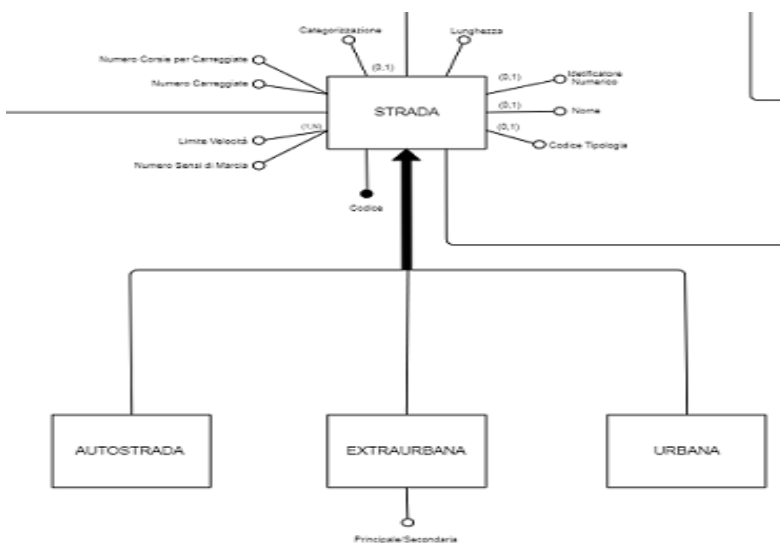 Categorizzazione
Lunghezza
Numero Corsie per Carreggiate
(0,1)
(0,1)
Idetificatore
Numerico
Numero Carreggiate
STRADA
(0,1)
Nome
Limite Velocità
(1,N)
(0,1)
Codice Tipologia
Numero Sensi di Marcia
Codice
AUTOSTRADA
EXTRAURBANA
URBANA
Principale/Secondaria